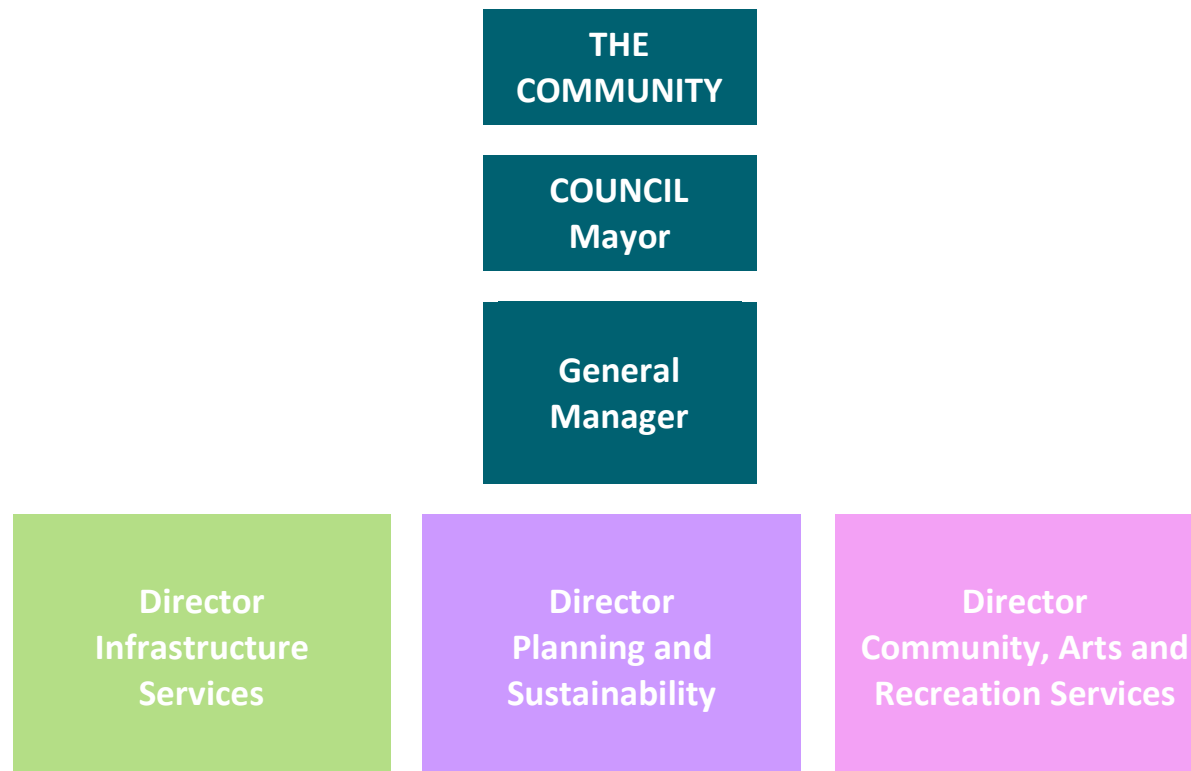 THE
COMMUNITY
COUNCIL
Mayor
General
Manager
Director
Infrastructure
Services
Director
Planning and
Sustainability
Director
Community, Arts and
Recreation Services